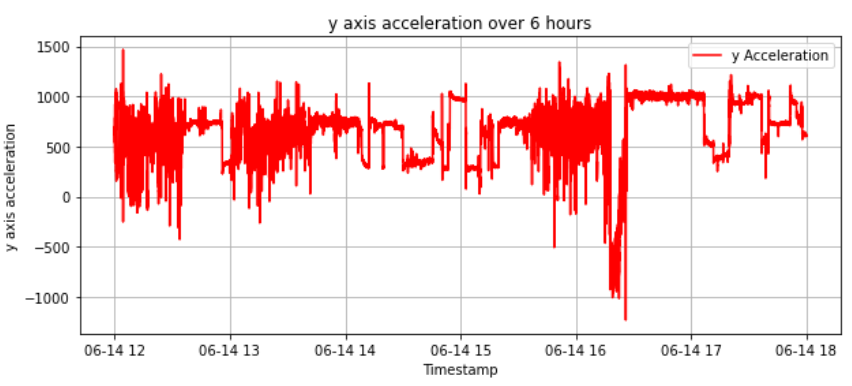 y axis acceleration over 6 hours
y Acceleration
y axis acceleration
1500
1000
500
0
−500
−1000
06-14 12 06-14 13 06-14 14 06-14 15 06-14 16 06-14 17 06-14 18
Timestamp